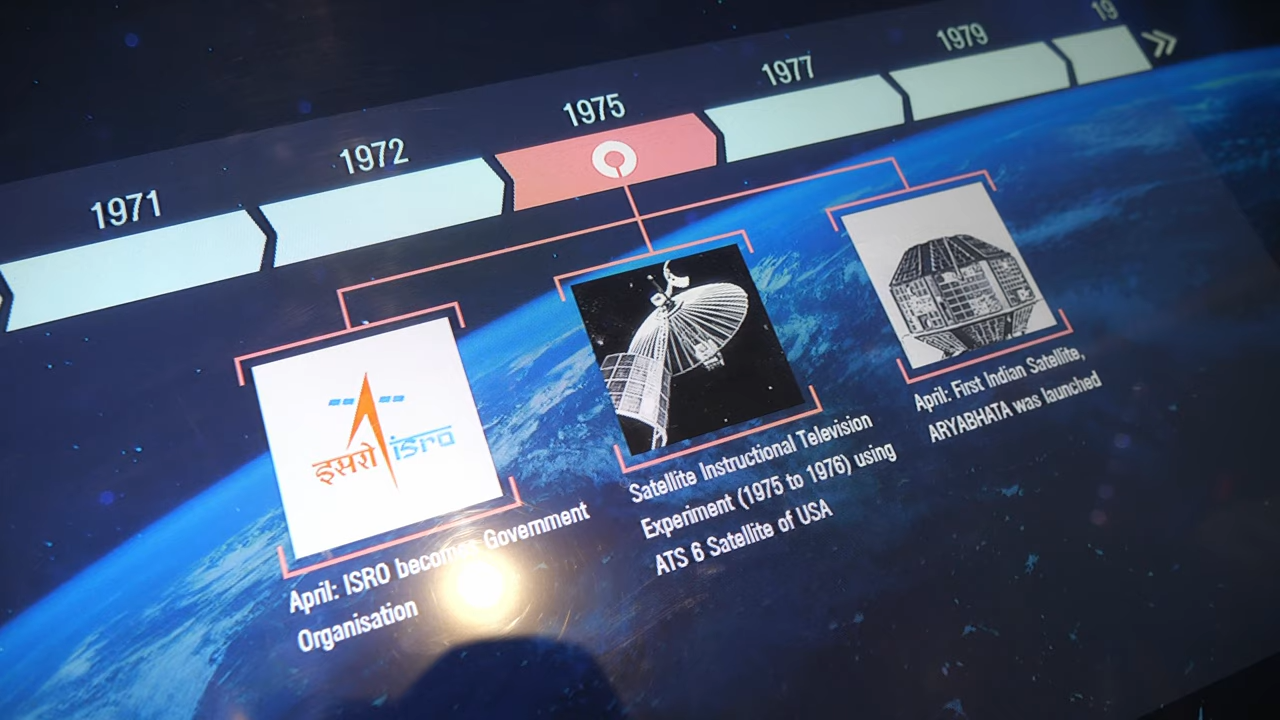 1971
1972
1975
1977
1979
19
इसरो isro
April: ISRO becomes Government
Organisation
Satellite Instructional Television
Experiment (1975 to 1976) using
ATS 6 Satellite of USA
April: First Indian Satellite,
ARYABHATA was launched